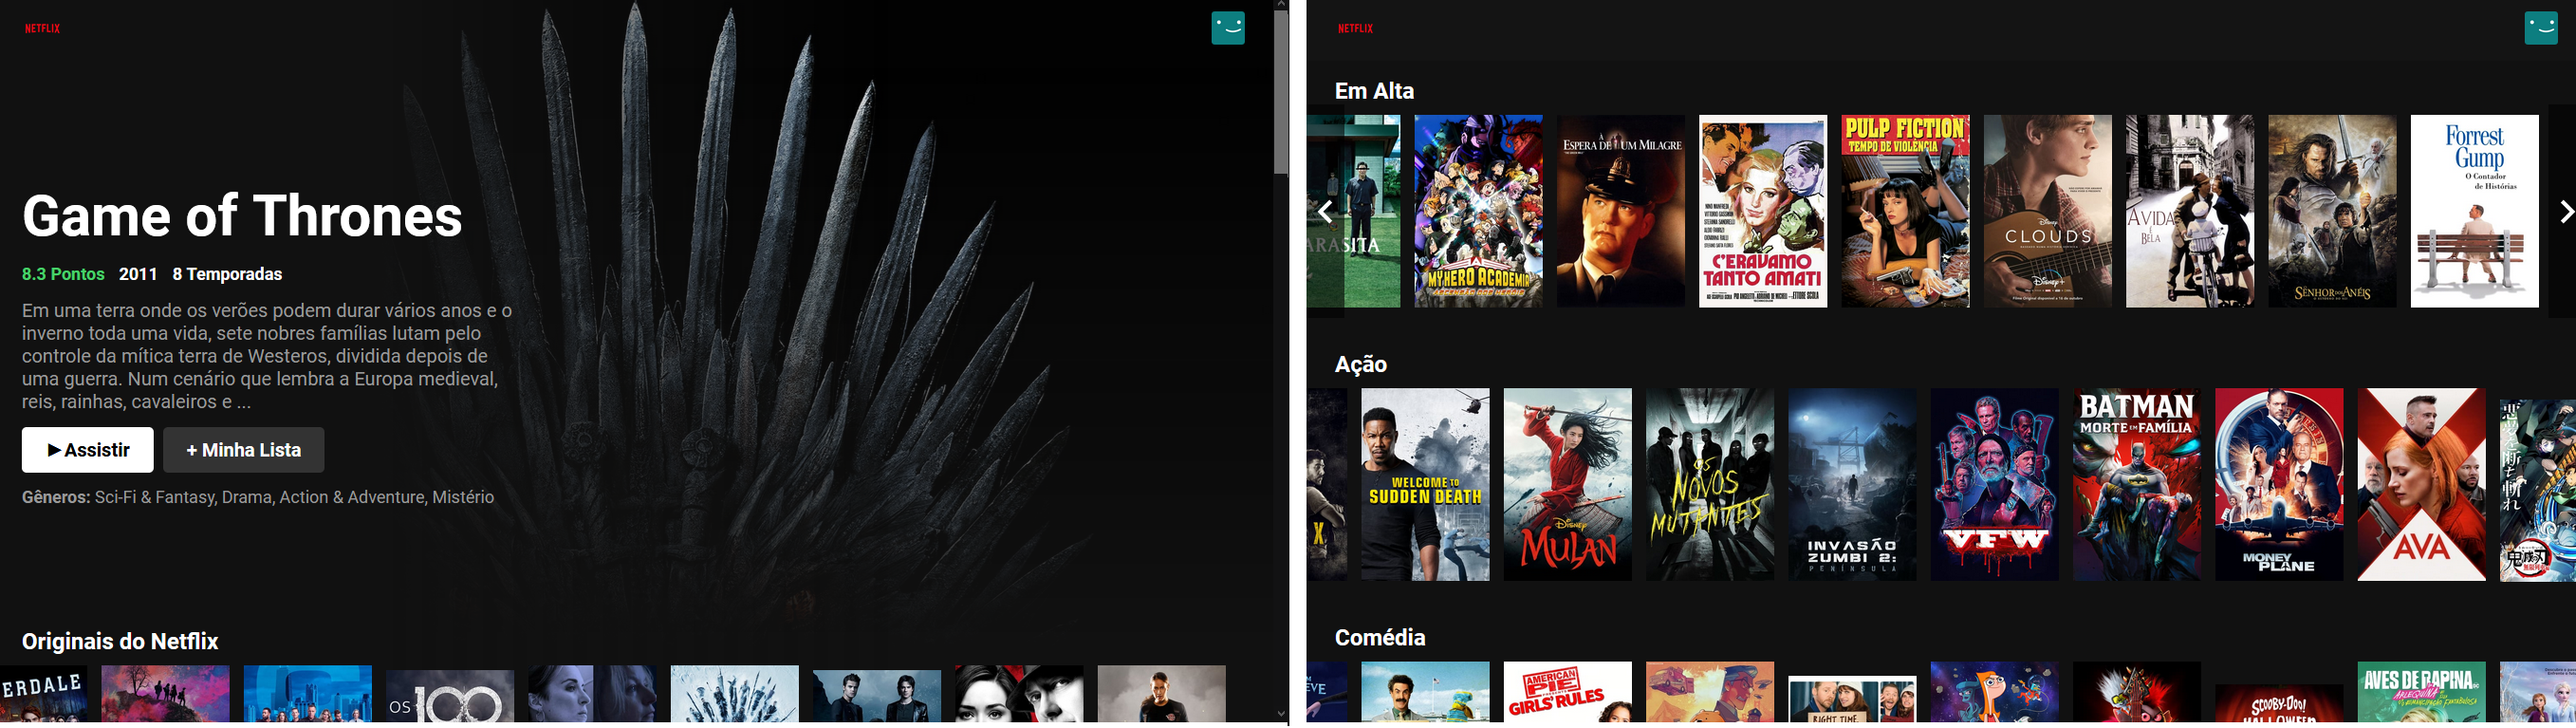 NETFLIX
Game of Thrones
8.3 Pontos 2011 8 Temporadas
Em uma terra onde os verões podem durar vários anos e o
inverno toda uma vida, sete nobres famílias lutam pelo
controle da mítica terra de Westeros, dividida depois de
uma guerra. Num cenário que lembra a Europa medieval,
reis, rainhas, cavaleiros e ...
Assistir
+ Minha Lista
Gêneros: Sci-Fi & Fantasy, Drama, Action & Adventure, Mistério
Originais do Netflix
ERDALE
OS 100
NETFLIX
Em Alta
ARASITA
MY HERO ACADEMIA
À
ESPERA DE UM MILAGRE
C'ERAVAMO
TANTO AMATI
PULP FICTION
TEMPO DE VIOLÊNCIA
Disney
CLOUDS
Disney+
A VIDA
É
BELA
SENHOR DOS ANÉIS
Forrest
Gump
O Contador
de Histórias
Ação
X
WELCOME TO
SUDDEN DEATH
Disney
MULAN
OS
NOVOS
MUTANTES
INVASÃO
ZUMBI 2:
PENÍNSULA
VFW
BATMAN
MORTE EM FAMÍLIA
MONEY
PLANE
AVA
Comédia
EVE
AMERICAN
PIE
GIRLS' RULES
RIGHT TIME
SCOOBY-DOO!
HALLOWEEN
AVES DE RAPINA